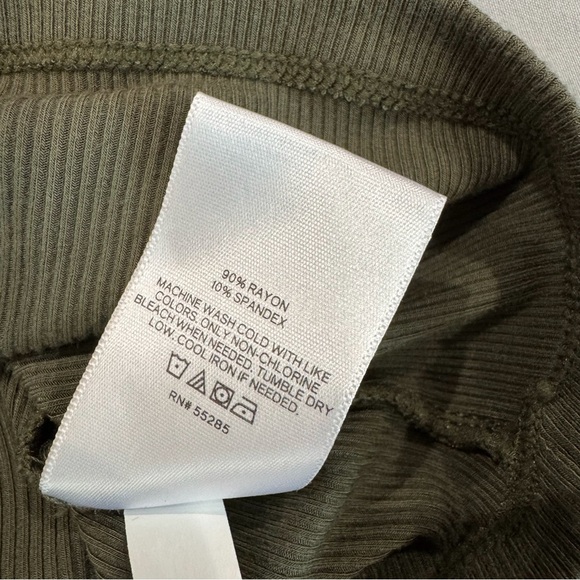 90% RAYON
10% SPANDEX
MACHINE WASH COLD WITH LIKE
COLORS. ONLY NON-CHLORINE
BLEACH WHEN NEEDED. TUMBLE DRY
LOW. COOL IRON IF NEEDED.
RN# 55285